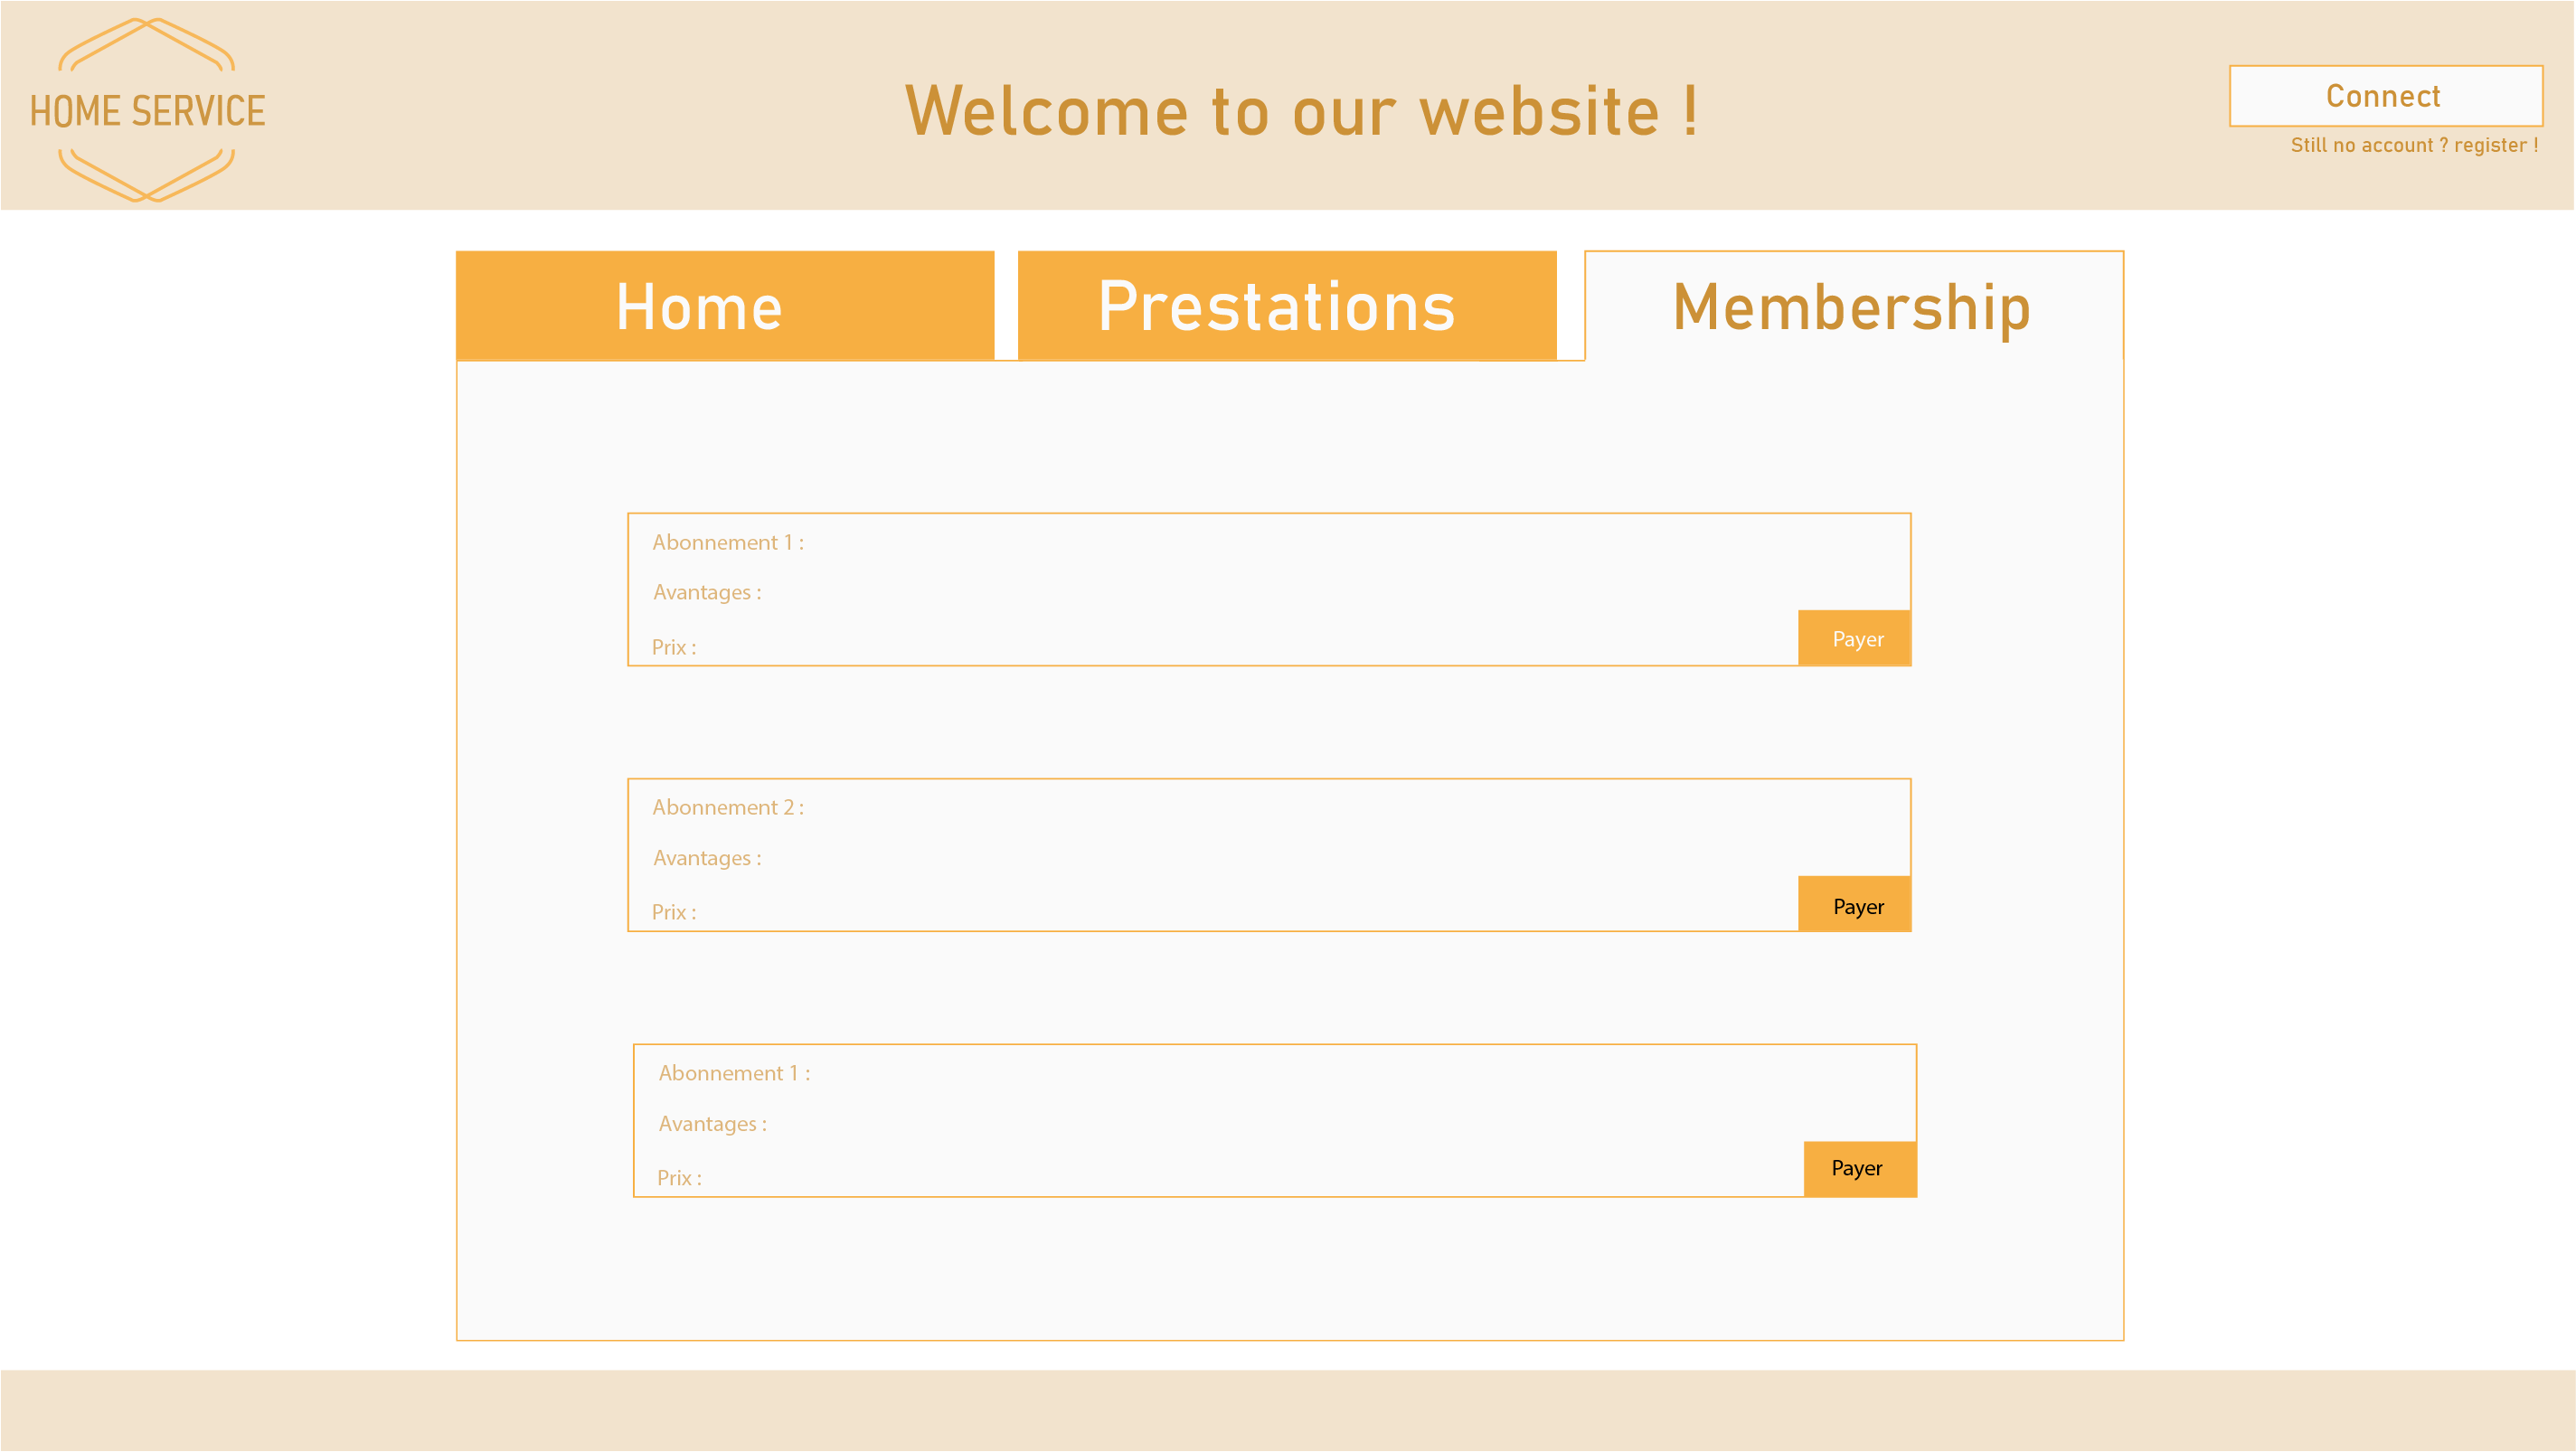 HOME SERVICE
Welcome to our website !
Connect
Still no account ? register !
Home
Prestations
Membership
Abonnement 1 :
Avantages :
Prix :
Payer
Abonnement 2 :
Avantages :
Prix :
Payer
Abonnement 1 :
Avantages :
Prix :
Payer